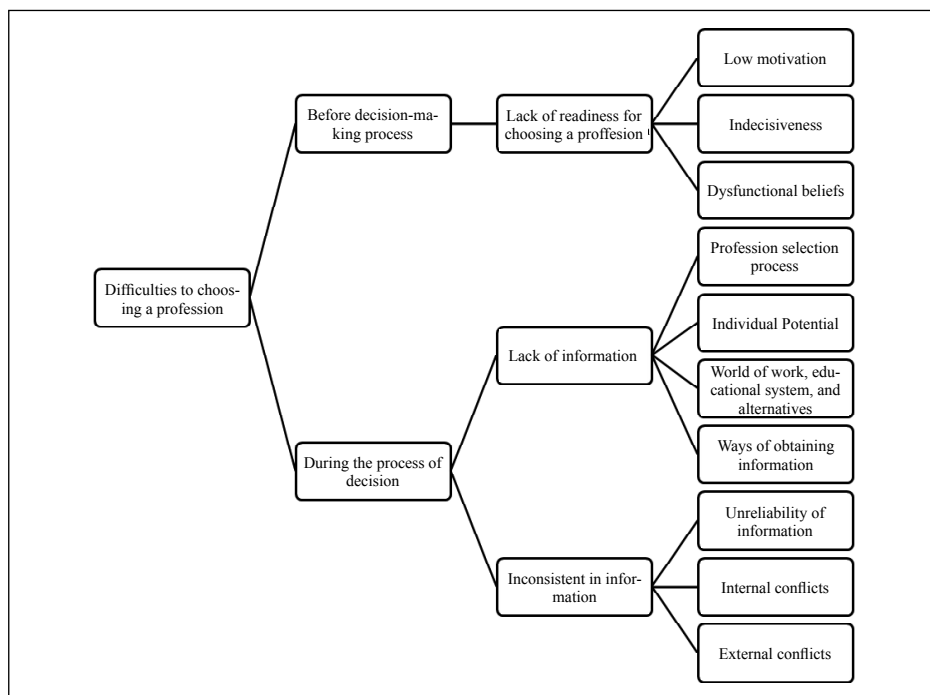 Difficulties to choos-
ing a profession
Before decision-ma-
king process
During the process of
decision
Lack of readiness for
choosing a proffesion
Lack of information
Inconsistent in infor-
mation
Low motivation
Indecisiveness
Dysfunctional beliefs
Profession selection
process
Individual Potential
World of work, edu-
cational system, and
alternatives
Ways of obtaining
information
Unreliability of
information
Internal conflicts
External conflicts